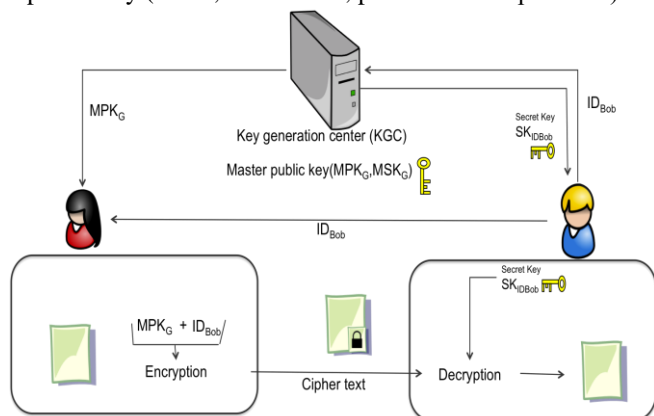 MPK_G
Key generation center (KGC)
Master public key(MPK_G,MSK_G)
Secret Key
SK_IDBob
ID_Bob
ID_Bob
MPK_G + ID_Bob
Encryption
Cipher text
Secret Key
SK_IDBob
Decryption